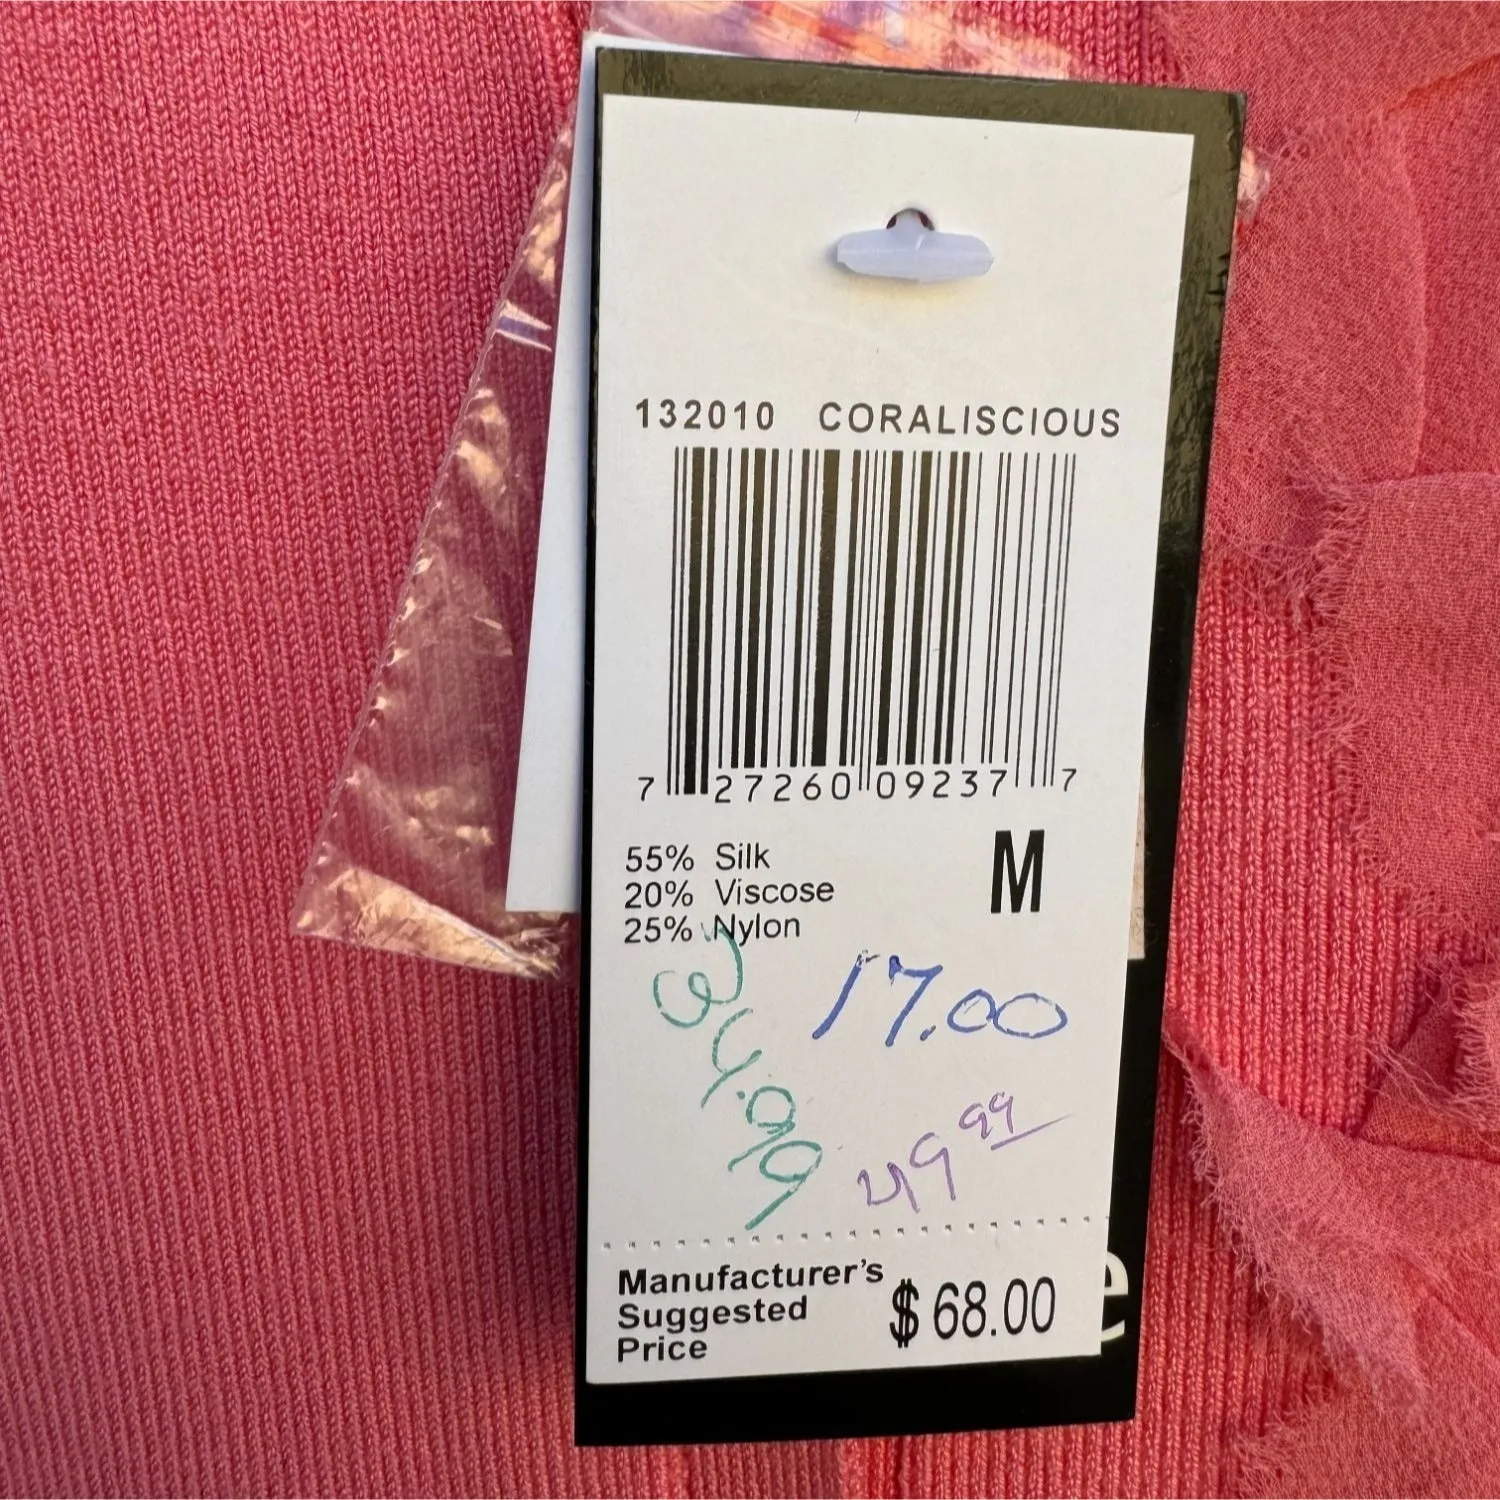 132010 CORALISCIOUS
7 27260 09237 7
55% Silk
20% Viscose
25% Nylon
M
17.00
24.99
49.99
Manufacturer's
Suggested
Price
$ 68.00
e